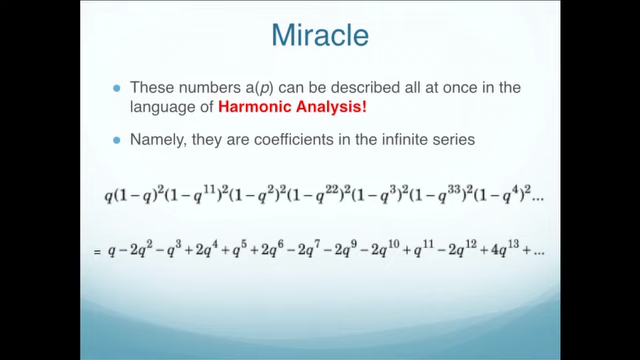 Miracle
These numbers a(p) can be described all at once in the
language of Harmonic Analysis!
Namely, they are coefficients in the infinite series
q(1 − q)²(1 − q¹¹)²(1 − q²)²(1 − q²²)²(1 − q³)²(1 − q³³)²(1 − q⁴)²...
= q − 2q² − q³ + 2q⁴ + q⁵ + 2q⁶ − 2q⁷ − 2q⁹ − 2q¹⁰ + q¹¹ − 2q¹² + 4q¹³ + ...